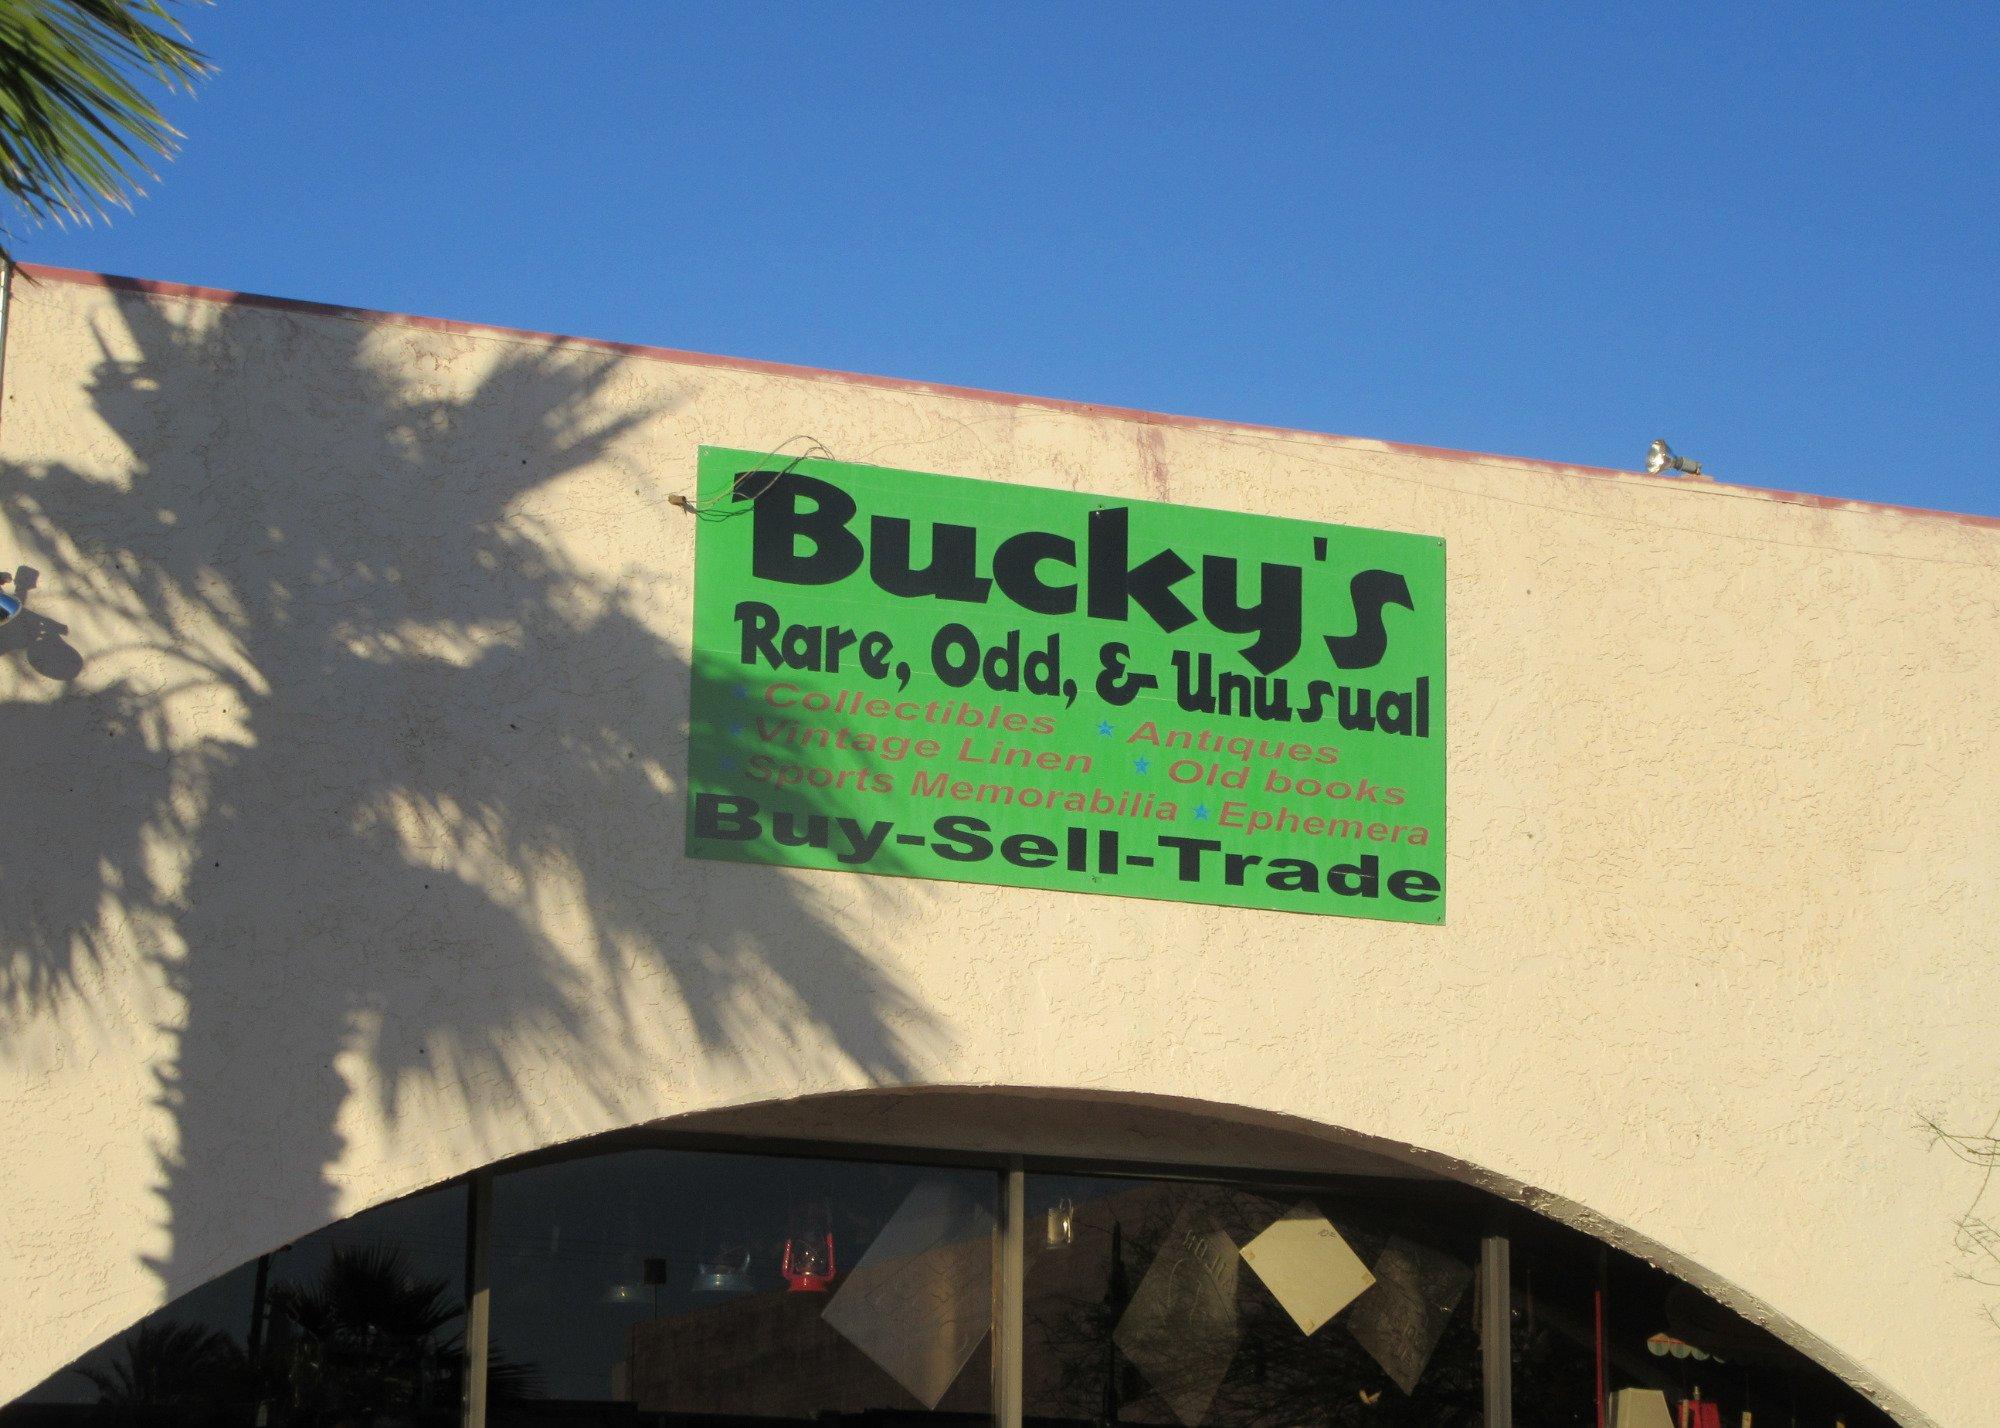 Bucky's
Rare, Odd, & Unusual
★ Collectibles ★ Antiques
★ Vintage Linen ★ Old books
★ Sports Memorabilia ★ Ephemera
Buy-Sell-Trade